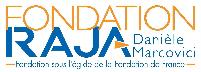 FONDATION
RAJA Danièle
Marcovici
Fondation sous l'égide de la Fondation de France